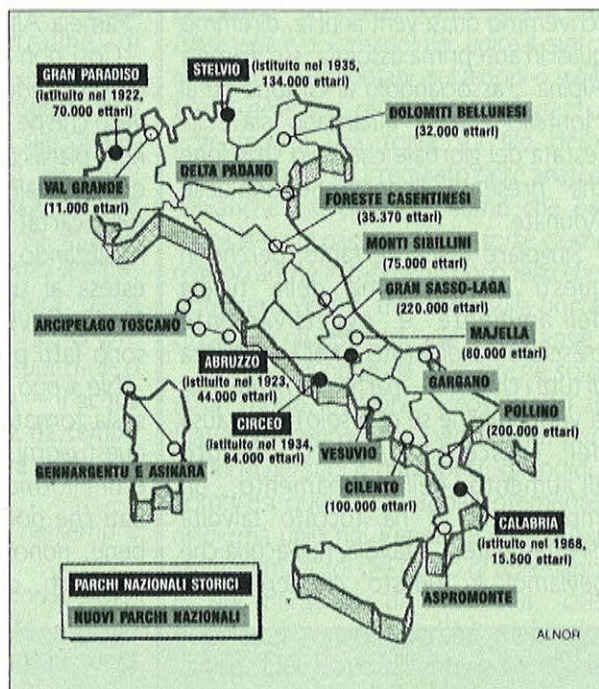 GRAN PARADISO
(istituito nel 1922,
70.000 ettari)
STELVIO
(istituito nel 1935,
134.000 ettari)
DOLOMITI BELLUNESI
(32.000 ettari)
VAL GRANDE
(11.000 ettari)
DELTA PADANO
FORESTE CASENTINESI
(35.370 ettari)
MONTI SIBILLINI
(75.000 ettari)
GRAN SASSO-LAGA
(220.000 ettari)
ARCIPELAGO TOSCANO
MAJELLA
(80.000 ettari)
ABRUZZO
(istituito nel 1923,
44.000 ettari)
GARGANO
CIRCEO
(istituito nel 1934,
84.000 ettari)
POLLINO
(200.000 ettari)
VESUVIO
GENNARGENTU E ASINARA
CILENTO
(100.000 ettari)
CALABRIA
(istituito nel 1968,
15.500 ettari)
ASPROMONTE
PARCHI NAZIONALI STORICI
NUOVI PARCHI NAZIONALI
ALNOR